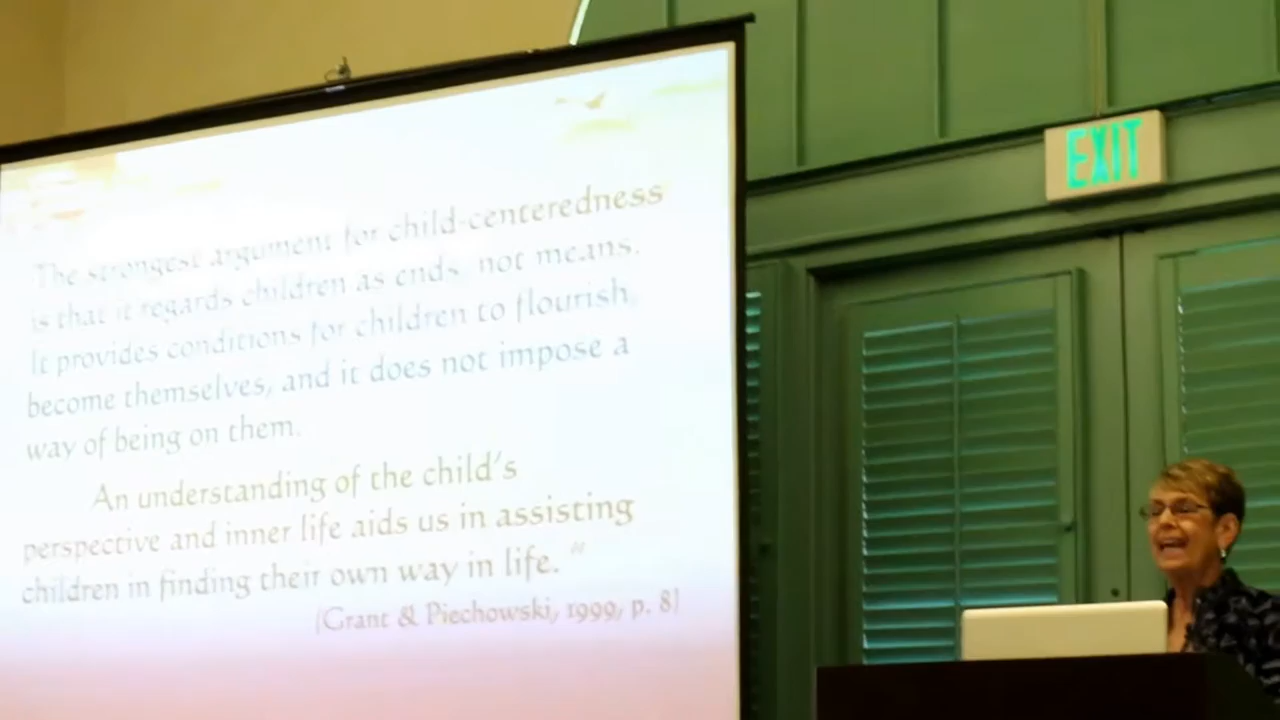 The strongest argument for child-centeredness
is that it regards children as ends, not means.
It provides conditions for children to flourish,
become themselves, and it does not impose a
way of being on them.
An understanding of the child's
perspective and inner life aids us in assisting
children in finding their own way in life."
(Grant & Piechowski, 1999, p. 8)
EXIT